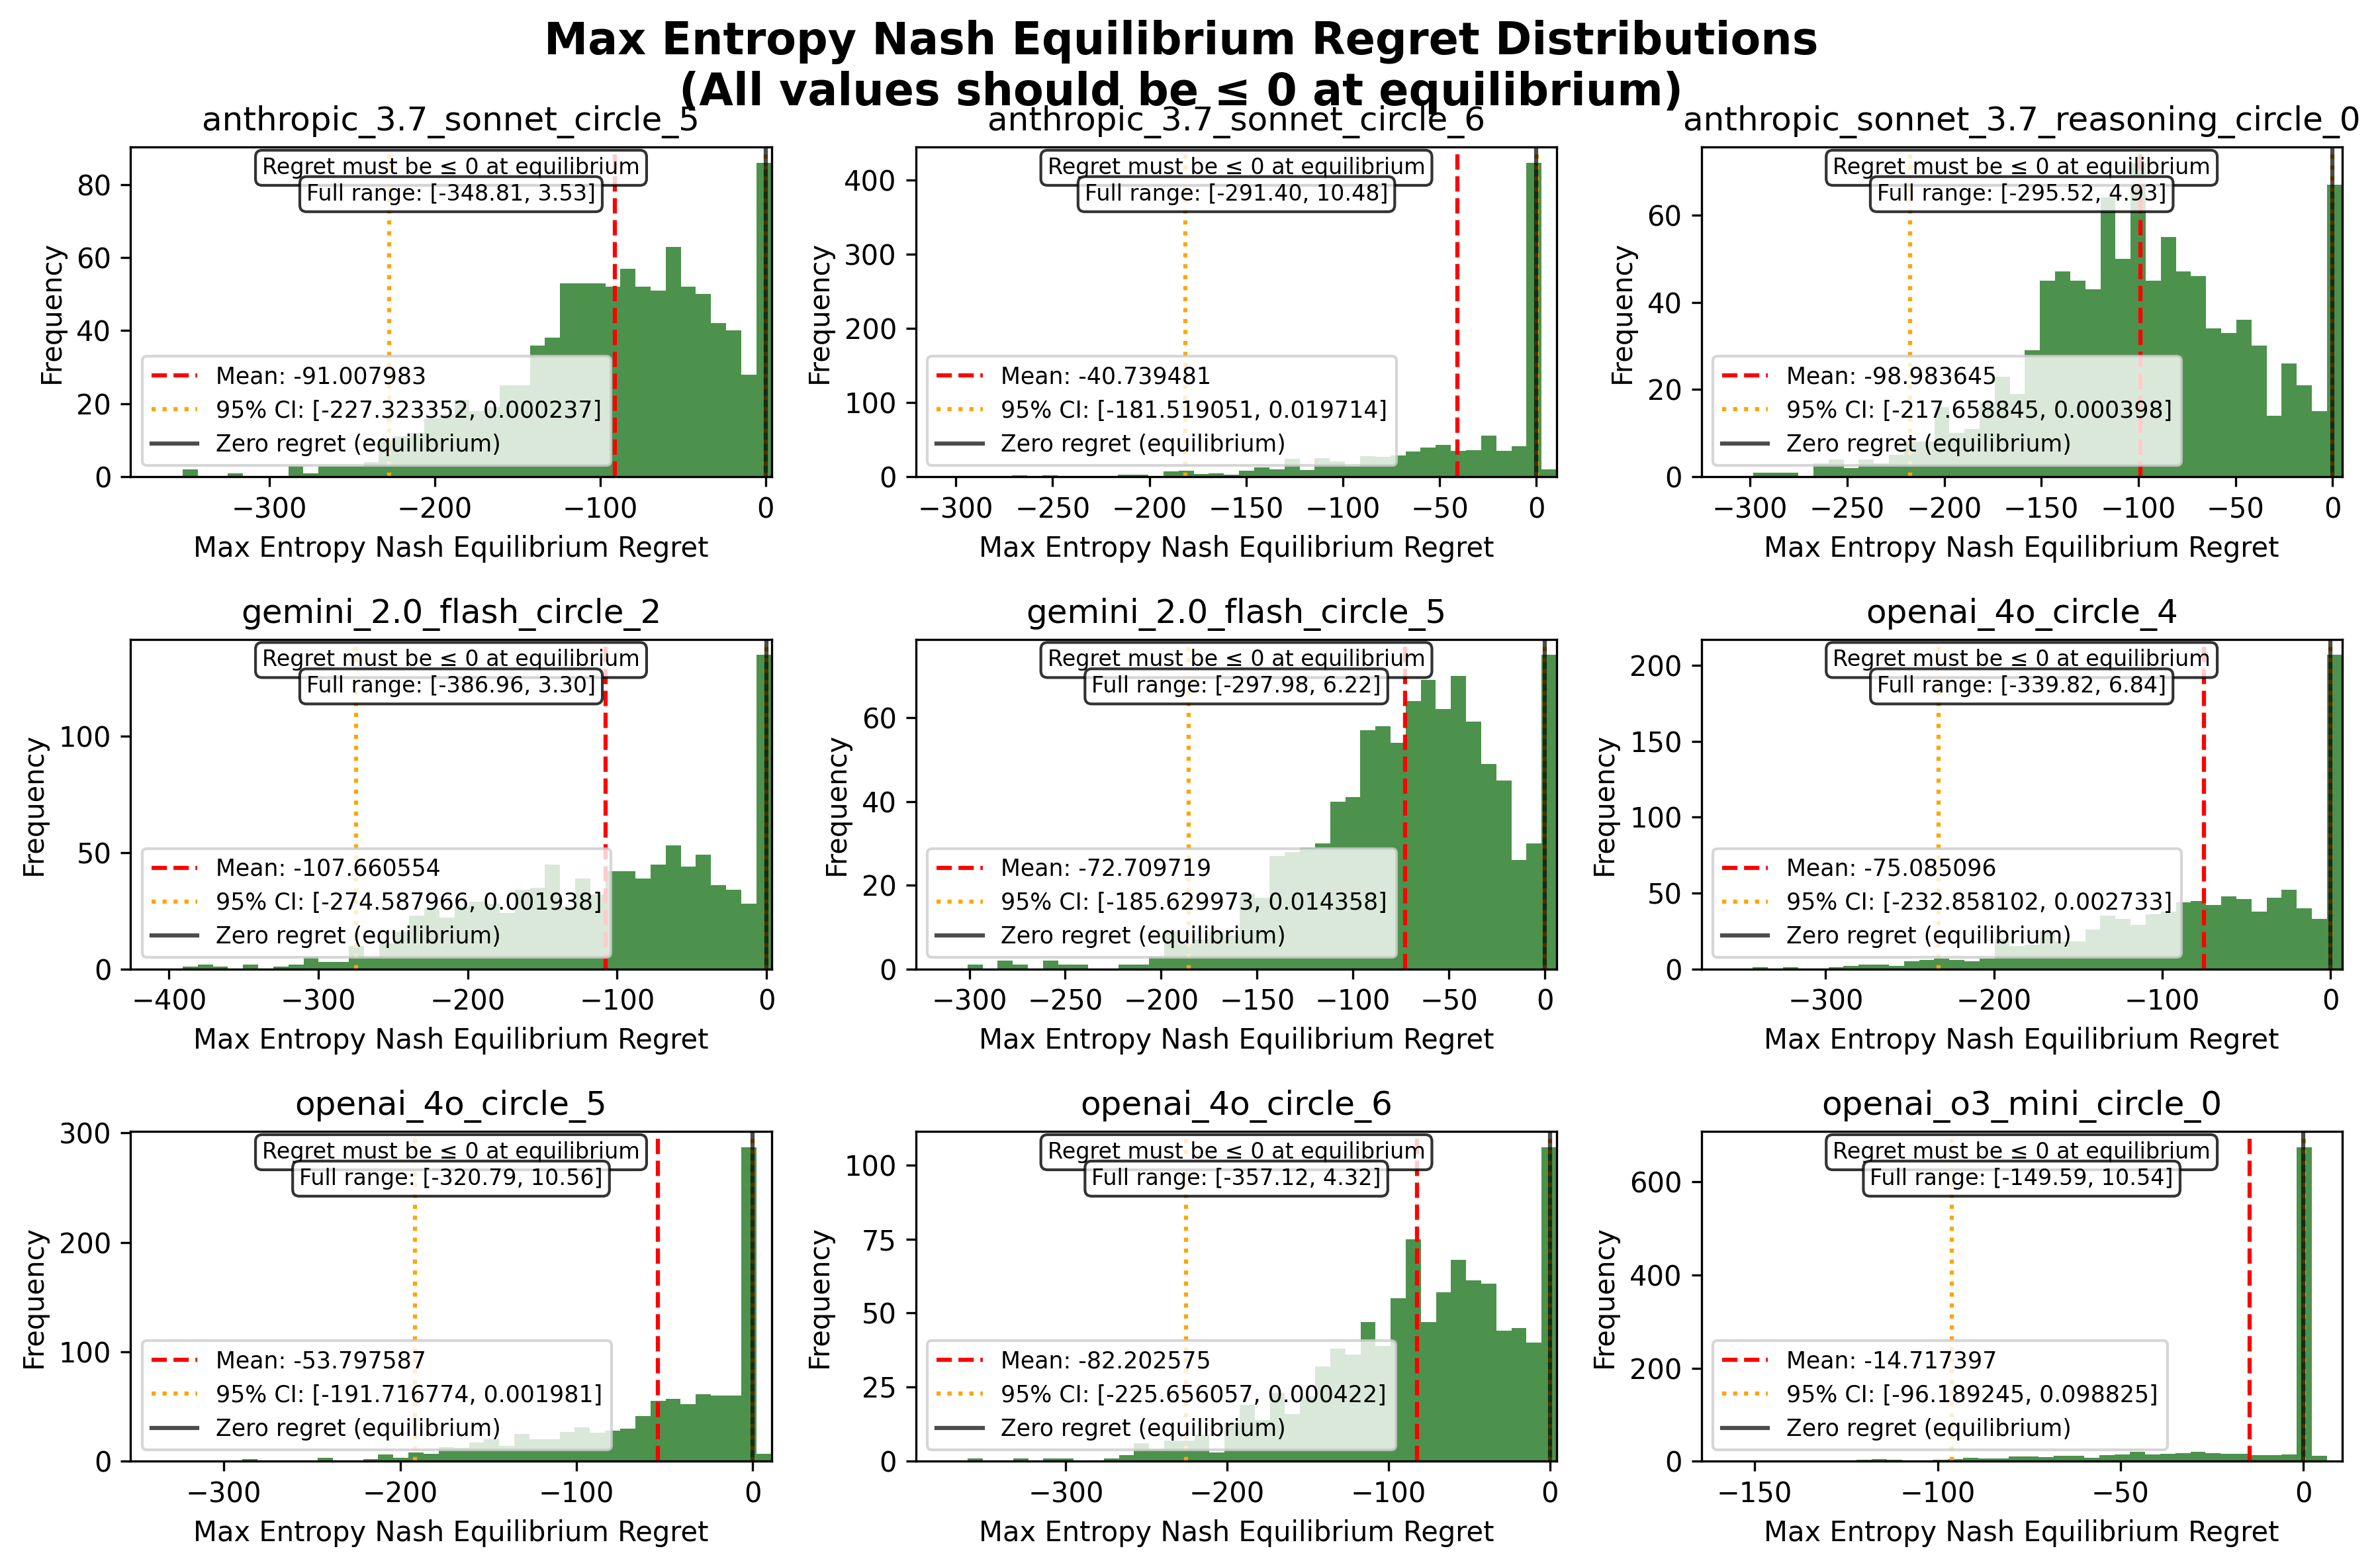 Max Entropy Nash Equilibrium Regret Distributions
(All values should be ≤ 0 at equilibrium)
anthropic_3.7_sonnet_circle_5
Regret must be ≤ 0 at equilibrium
Full range: [-348.81, 3.53]
Frequency
80
60
40
20
0
Mean: -91.007983
95% CI: [-227.323352, 0.000237]
Zero regret (equilibrium)
−300
−200
−100
0
Max Entropy Nash Equilibrium Regret
anthropic_3.7_sonnet_circle_6
Regret must be ≤ 0 at equilibrium
Full range: [-291.40, 10.48]
Frequency
400
300
200
100
0
Mean: -40.739481
95% CI: [-181.519051, 0.019714]
Zero regret (equilibrium)
−300
−250
−200
−150
−100
−50
0
Max Entropy Nash Equilibrium Regret
anthropic_sonnet_3.7_reasoning_circle_0
Regret must be ≤ 0 at equilibrium
Full range: [-295.52, 4.93]
Frequency
60
40
20
0
Mean: -98.983645
95% CI: [-217.658845, 0.000398]
Zero regret (equilibrium)
−300
−250
−200
−150
−100
−50
0
Max Entropy Nash Equilibrium Regret
gemini_2.0_flash_circle_2
Regret must be ≤ 0 at equilibrium
Full range: [-386.96, 3.30]
Frequency
100
50
0
Mean: -107.660554
95% CI: [-274.587966, 0.001938]
Zero regret (equilibrium)
−400
−300
−200
−100
0
Max Entropy Nash Equilibrium Regret
gemini_2.0_flash_circle_5
Regret must be ≤ 0 at equilibrium
Full range: [-297.98, 6.22]
Frequency
60
40
20
0
Mean: -72.709719
95% CI: [-185.629973, 0.014358]
Zero regret (equilibrium)
−300
−250
−200
−150
−100
−50
0
Max Entropy Nash Equilibrium Regret
openai_4o_circle_4
Regret must be ≤ 0 at equilibrium
Full range: [-339.82, 6.84]
Frequency
200
150
100
50
0
Mean: -75.085096
95% CI: [-232.858102, 0.002733]
Zero regret (equilibrium)
−300
−200
−100
0
Max Entropy Nash Equilibrium Regret
openai_4o_circle_5
Regret must be ≤ 0 at equilibrium
Full range: [-320.79, 10.56]
Frequency
300
200
100
0
Mean: -53.797587
95% CI: [-191.716774, 0.001981]
Zero regret (equilibrium)
−300
−200
−100
0
Max Entropy Nash Equilibrium Regret
openai_4o_circle_6
Regret must be ≤ 0 at equilibrium
Full range: [-357.12, 4.32]
Frequency
100
75
50
25
0
Mean: -82.202575
95% CI: [-225.656057, 0.000422]
Zero regret (equilibrium)
−300
−200
−100
0
Max Entropy Nash Equilibrium Regret
openai_o3_mini_circle_0
Regret must be ≤ 0 at equilibrium
Full range: [-149.59, 10.54]
Frequency
600
400
200
0
Mean: -14.717397
95% CI: [-96.189245, 0.098825]
Zero regret (equilibrium)
−150
−100
−50
0
Max Entropy Nash Equilibrium Regret